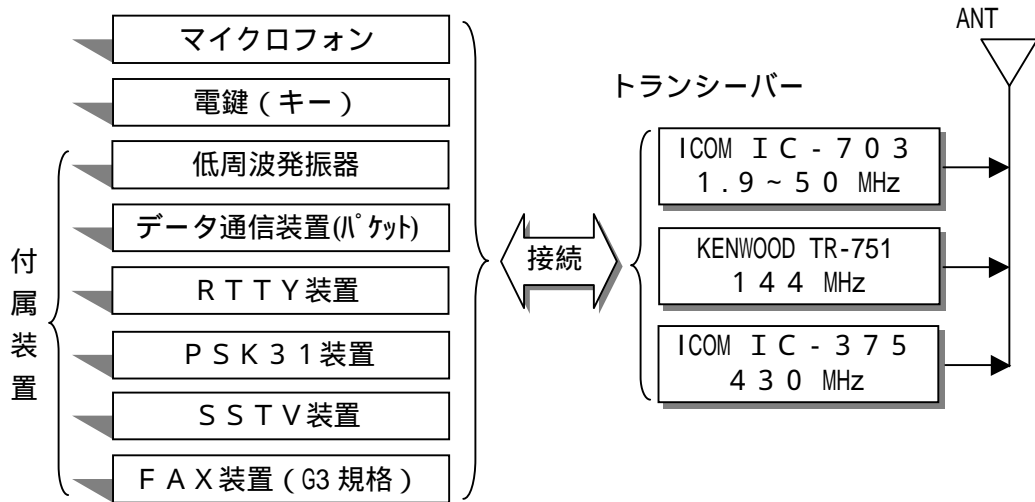 マイクロフォン
電鍵(キー)
低周波発振器
データ通信装置(パケット)
RTTY装置
PSK31装置
SSTV装置
FAX装置(G3規格)
付属装置
接続
トランシーバー
ICOM IC-703
1.9~50 MHz
KENWOOD TR-751
144 MHz
ICOM IC-375
430 MHz
ANT